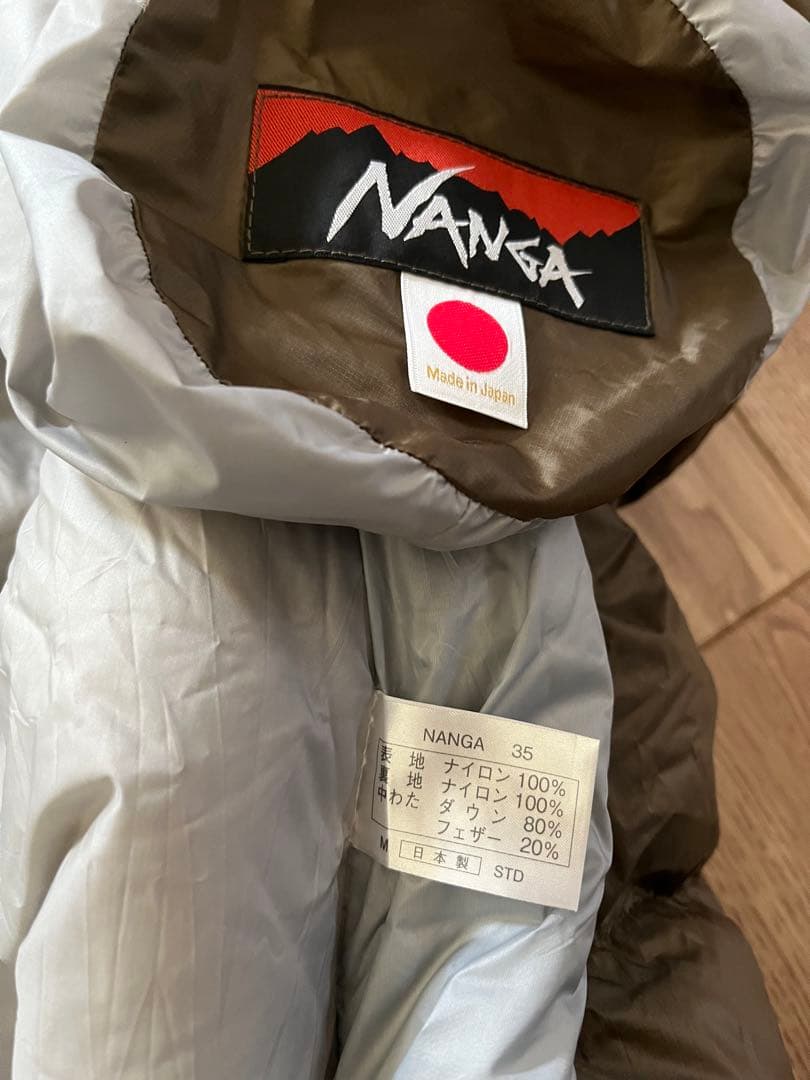 NANGA
Made in Japan
NANGA 35
表地 ナイロン 100%
裏地 ナイロン 100%
中わた ダウン 80%
フェザー 20%
M 日本製 STD